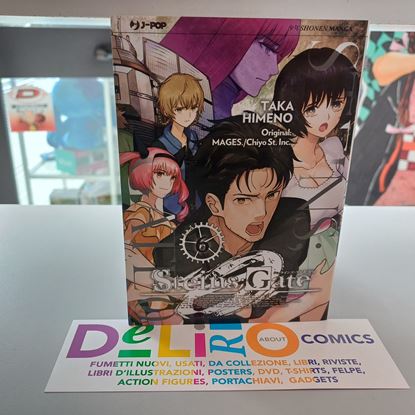 J-POP
SHONEN MANGA
TAKA
HIMENO
Original:
MAGES./Chiyo St. Inc.
6
Steins;Gate
0
DeLiRiO
ABOUT
COMICS
FUMETTI NUOVI, USATI, DA COLLEZIONE, LIBRI, RIVISTE,
LIBRI D'ILLUSTRAZIONI, POSTERS, DVD, T-SHIRTS, FELPE,
ACTION FIGURES, PORTACHIAVI, GADGETS